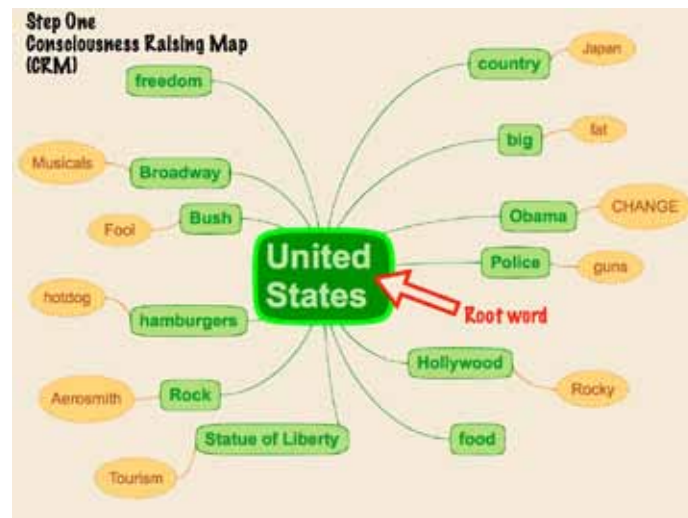 Step One
Consciousness Raising Map
(CRM)
freedom
country
Japan
big
fat
Musicals
Broadway
Bush
Fool
Obama
CHANGE
United
States
Police
guns
hotdog
hamburgers
Root word
Hollywood
Rocky
Aerosmith
Rock
Statue of Liberty
food
Tourism